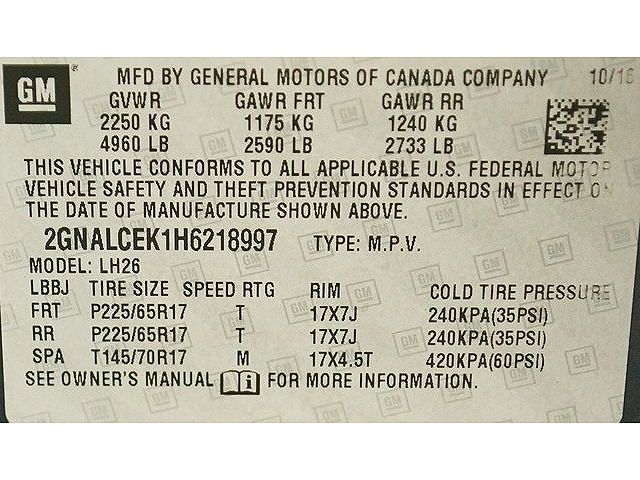 GM
MFD BY GENERAL MOTORS OF CANADA COMPANY 10/15
GVWR GAWR FRT GAWR RR
2250 KG 1175 KG 1240 KG
4960 LB 2590 LB 2733 LB
THIS VEHICLE CONFORMS TO ALL APPLICABLE U.S. FEDERAL MOTOR
VEHICLE SAFETY AND THEFT PREVENTION STANDARDS IN EFFECT ON
THE DATE OF MANUFACTURE SHOWN ABOVE.
2GNALCEK1H6218997 TYPE: M.P.V.
MODEL: LH26
LBBJ TIRE SIZE SPEED RTG RIM COLD TIRE PRESSURE
FRT P225/65R17 T 17X7J 240KPA(35PSI)
RR P225/65R17 T 17X7J 240KPA(35PSI)
SPA T145/70R17 M 17X4.5T 420KPA(60PSI)
SEE OWNER'S MANUAL FOR MORE INFORMATION.